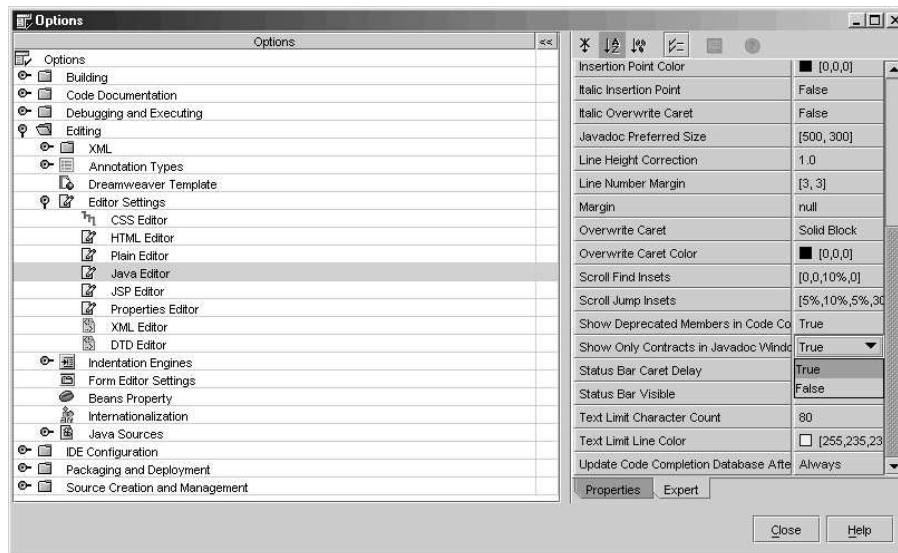 Options
Options
<<
Options
Building
Code Documentation
Debugging and Executing
Editing
XML
Annotation Types
Dreamweaver Template
Editor Settings
CSS Editor
HTML Editor
Plain Editor
Java Editor
JSP Editor
Properties Editor
XML Editor
DTD Editor
Indentation Engines
Form Editor Settings
Beans Property
Internationalization
Java Sources
IDE Configuration
Packaging and Deployment
Source Creation and Management
Insertion Point Color [0,0,0]
Italic Insertion Point False
Italic Overwrite Caret False
Javadoc Preferred Size [500, 300]
Line Height Correction 1.0
Line Number Margin [3, 3]
Margin null
Overwrite Caret Solid Block
Overwrite Caret Color [0,0,0]
Scroll Find Insets [0,0,10%,0]
Scroll Jump Insets [5%,10%,5%,30
Show Deprecated Members in Code Co True
Show Only Contracts in Javadoc Windo True
Status Bar Caret Delay True
Status Bar Visible False
Text Limit Character Count 80
Text Limit Line Color [255,235,23
Update Code Completion Database Afte Always
Properties Expert
Close Help